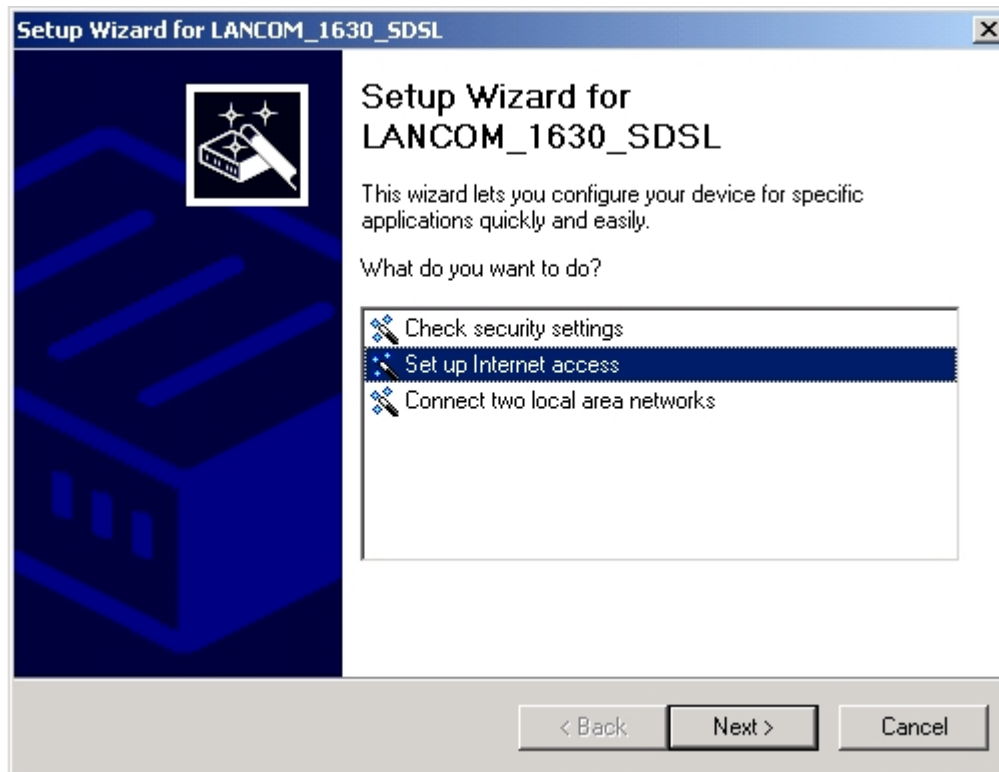 Setup Wizard for LANCOM_1630_SDSL
Setup Wizard for
LANCOM_1630_SDSL
This wizard lets you configure your device for specific
applications quickly and easily.
What do you want to do?
Check security settings
Set up Internet access
Connect two local area networks
< Back
Next >
Cancel